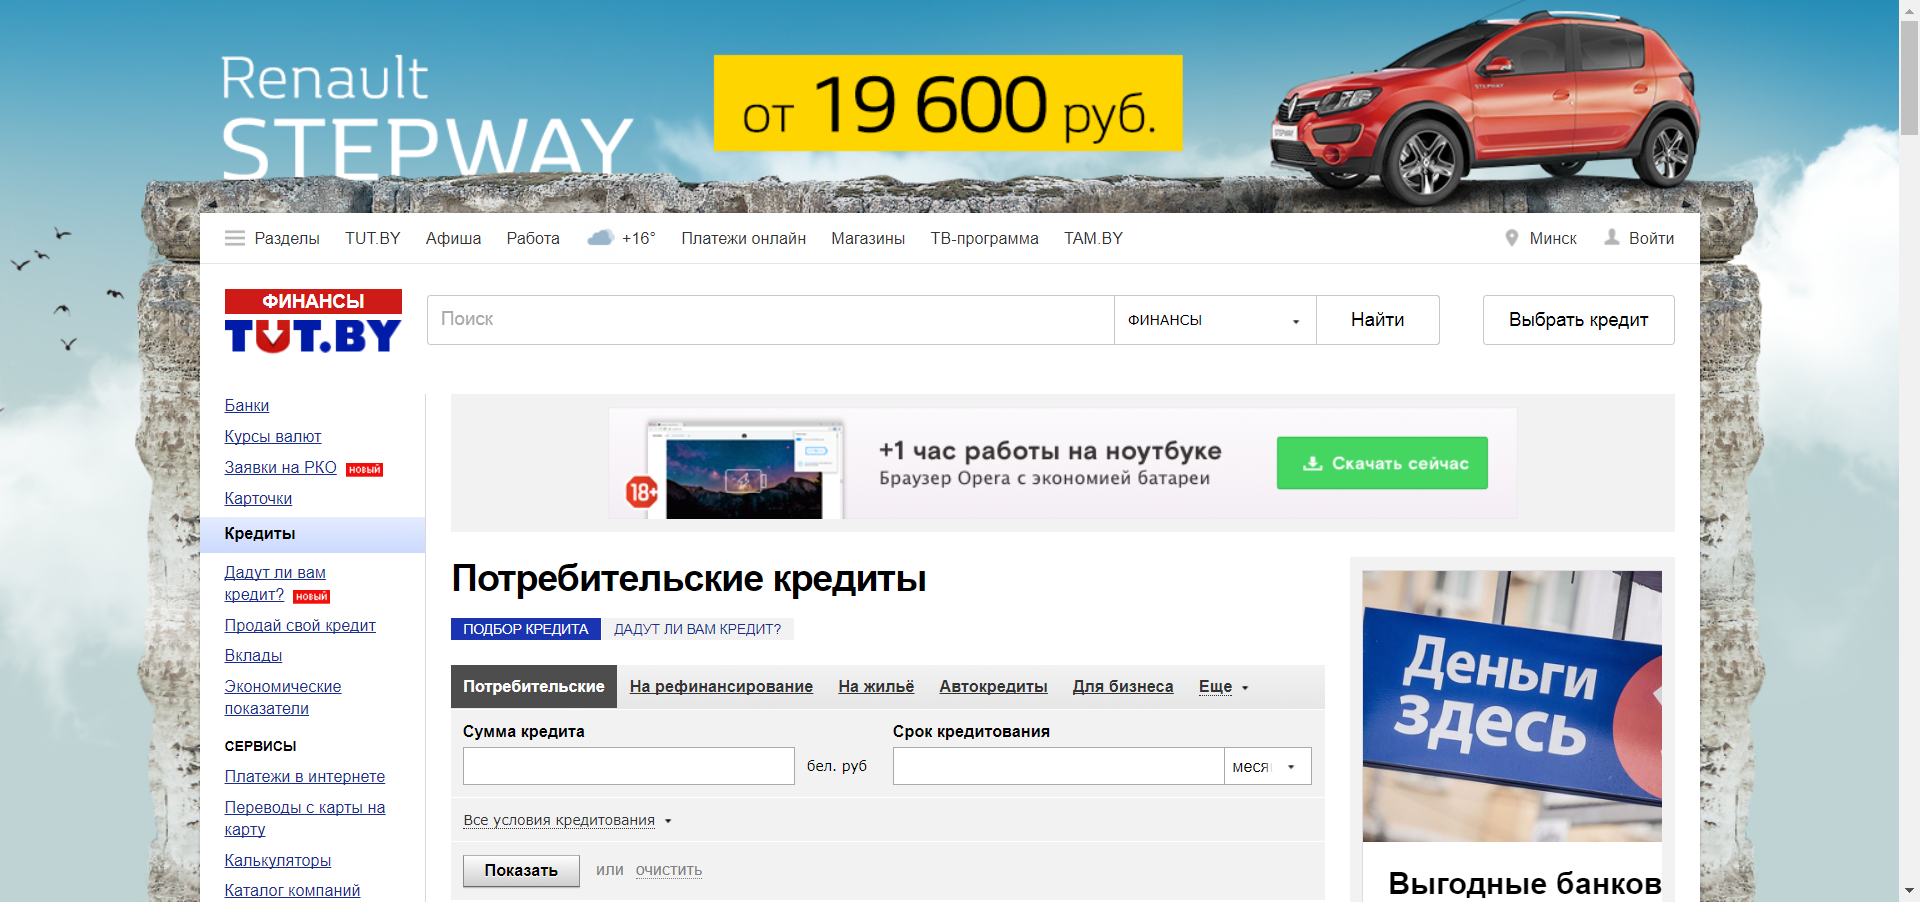 Renault
STEPWAY
от 19 600 руб.
Разделы TUT.BY Афиша Работа +16° Платежи онлайн Магазины ТВ-программа TAM.BY Минск Войти
ФИНАНСЫ
TUT.BY
Поиск ФИНАНСЫ Найти Выбрать кредит
Банки
Курсы валют
Заявки на РКО НОВЫЙ
Карточки
Кредиты
Дадут ли вам
кредит? НОВЫЙ
Продай свой кредит
Вклады
Экономические
показатели
СЕРВИСЫ
Платежи в интернете
Переводы с карты на
карту
Калькуляторы
Каталог компаний
18+
+1 час работы на ноутбуке
Браузер Opera с экономией батареи
Скачать сейчас
Потребительские кредиты
ПОДБОР КРЕДИТА ДАДУТ ЛИ ВАМ КРЕДИТ?
Потребительские На рефинансирование На жильё Автокредиты Для бизнеса Еще
Сумма кредита Срок кредитования
бел. руб меся
Все условия кредитования
Показать или очистить
Деньги
здесь
Выгодные банков